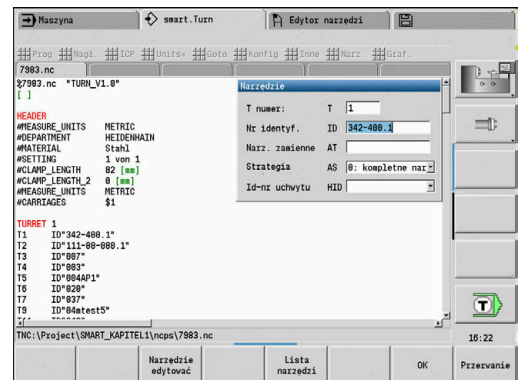 Maszyna
smart.Turn
Edytor narzędzi
Prog Nagł. ICP Units» Goto Konfig Inne Narz. Graf.
7983.nc
%7983.nc "TURN_V1.0"
[ ]
HEADER
#MEASURE_UNITS METRIC
#DEPARTMENT HEIDENHAIN
#MATERIAL Stahl
#SETTING 1 von 1
#CLAMP_LENGTH 82 [mm]
#CLAMP_LENGTH_2 0 [mm]
#MEASURE_UNITS METRIC
#CARRIAGES $1
TURRET 1
T1 ID"342-400.1"
T2 ID"111-80-080.1"
T3 ID"007"
T4 ID"003"
T5 ID"004AP1"
T6 ID"020"
T7 ID"037"
T9 ID"04mtest5"
Narzędzie
T numer: T 1
Nr identyf. ID 342-400.1
Narz. zamienne AT
Strategia AS 0: kompletne nar
Id-nr uchwytu HID
TNC:\Project\SMART_KAPITEL1\ncps\7983.nc
T
16:22
Narzędzie edytować
Lista narzędzi
OK
Przerwanie